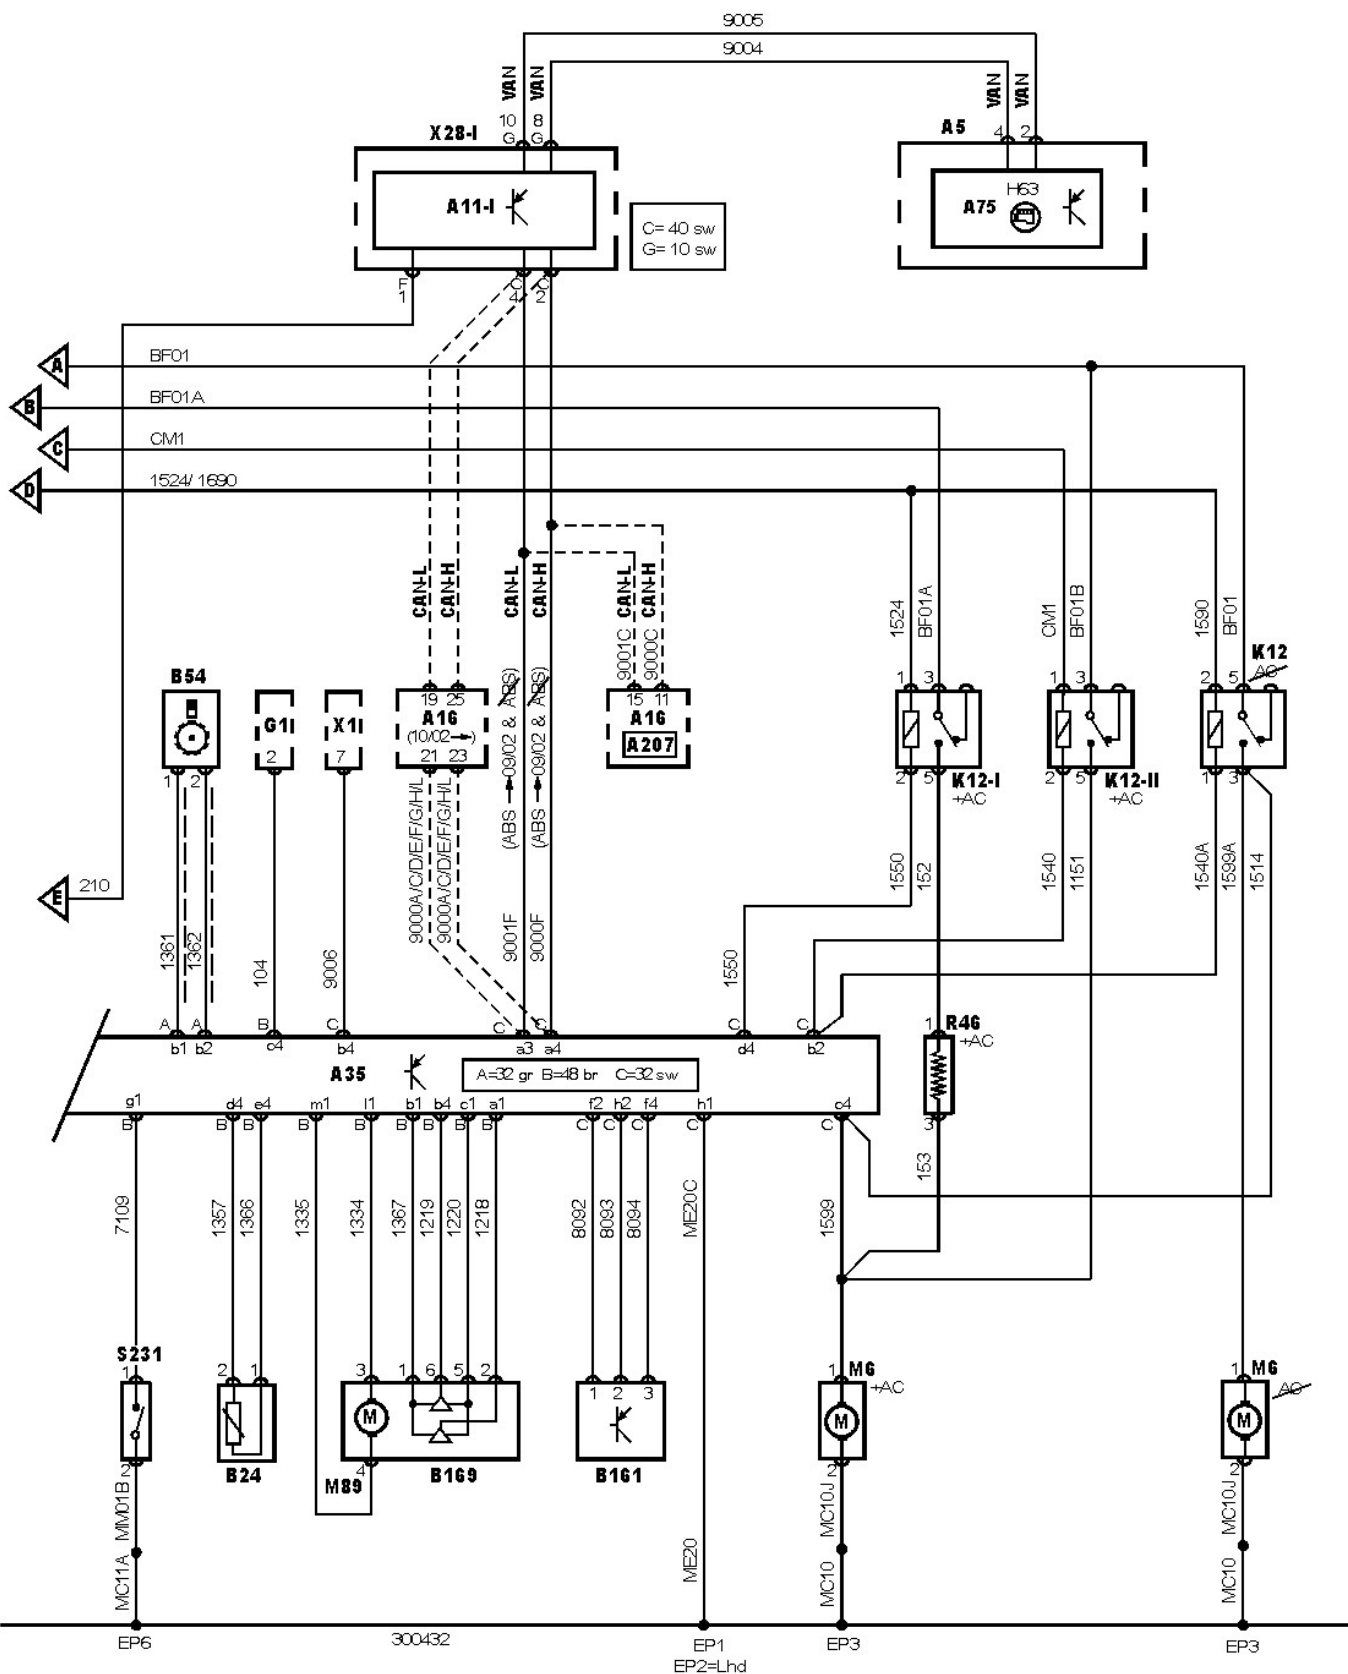 9005
9004
VAN VAN VAN VAN
10 8
G G
X28-I
A5
4 2
A11-I
H63
A75
C= 40 sw
G= 10 sw
F C C
1 4 2
A BF01
B BF01A
C CM1
D 1524/ 1690
CAN-L CAN-H CAN-L CAN-H CAN-L CAN-H
1524 BF01A CM1 BF01B 1590 BF01
9001C 9000C
K12
AC
B54
1 3 1 3 2 5
19 25 15 11
G1 X1 A16 A16
(10/02 → )
A207
2 7 21 23
(ABS → 09/02 & ABS)
(ABS → 09/02 & ABS)
1 2
2 5 K12-I 2 5 K12-II 1 3
+AC +AC
E 210
1550 152 1540 1151 1540A 1599A 1514
9000A/C/D/E/F/G/H/L
9000A/C/D/E/F/G/H/L
9001F 9000F
1361 1362 104 9006 1550
A A B C C C C C
b1 b2 c4 b4 a3 a4 d4 b2
1 R46
+AC
A35
A=32 gr B=48 br C=32 sw
g1 d4 e4 m1 l1 b1 b4 c1 a1 f2 h2 f4 h1 c4
B B B B B B B B B C C C C C
3
153
7109 1357 1366 1335 1334 1367 1219 1220 1218 8092 8093 8094 ME20C 1599
S231
1 2 1 3 1 6 5 2 1 M6 1 M6
+AC AC
1 2 3
M M M
2 4 2 2
B24 M89 B169 B161
MM01B MC10J MC10J
MC11A ME20 MC10 MC10
EP6 300432 EP1 EP3 EP3
EP2=Lhd